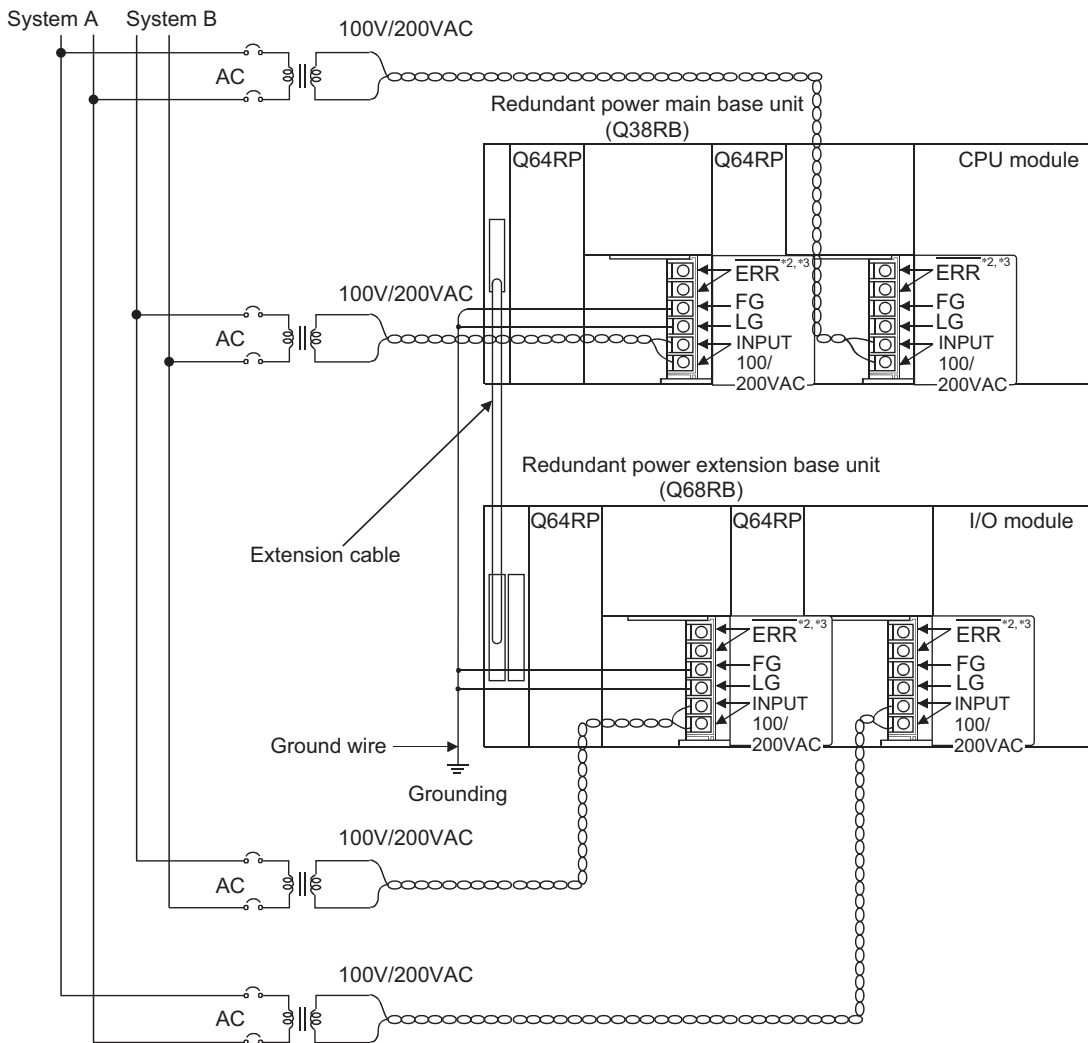 System A
System B
100V/200VAC
AC
Redundant power main base unit
(Q38RB)
Q64RP
Q64RP
CPU module
100V/200VAC
AC
ERR*2, *3
FG
LG
INPUT
100/
200VAC
ERR*2, *3
FG
LG
INPUT
100/
200VAC
Redundant power extension base unit
(Q68RB)
Q64RP
Q64RP
I/O module
Extension cable
ERR*2, *3
FG
LG
INPUT
100/
200VAC
ERR*2, *3
FG
LG
INPUT
100/
200VAC
Ground wire
Grounding
100V/200VAC
AC
100V/200VAC
AC